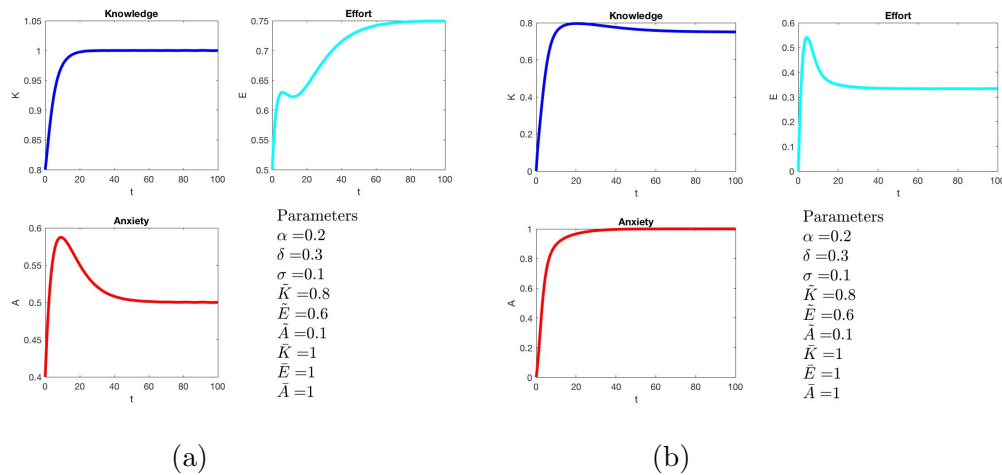 Knowledge
1.05
1
0.95
0.9
0.85
0.8
K
0 20 40 60 80 100
t
Effort
0.75
0.7
0.65
0.6
0.55
0.5
E
0 20 40 60 80 100
t
Anxiety
0.6
0.55
0.5
0.45
0.4
A
0 20 40 60 80 100
t
Parameters
α =0.2
δ =0.3
σ =0.1
K̃ =0.8
Ẽ =0.6
Ã =0.1
K̄ =1
Ē =1
Ā =1
(a)
Knowledge
0.8
0.6
0.4
0.2
0
K
0 20 40 60 80 100
t
Effort
0.6
0.5
0.4
0.3
0.2
0.1
0
E
0 20 40 60 80 100
t
Anxiety
1
0.8
0.6
0.4
0.2
0
A
0 20 40 60 80 100
t
Parameters
α =0.2
δ =0.3
σ =0.1
K̃ =0.8
Ẽ =0.6
Ã =0.1
K̄ =1
Ē =1
Ā =1
(b)